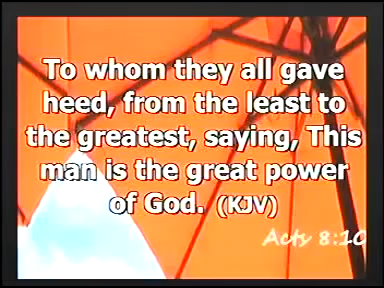 To whom they all gave
heed, from the least to
the greatest, saying, This
man is the great power
of God. (KJV)
Acts 8:10